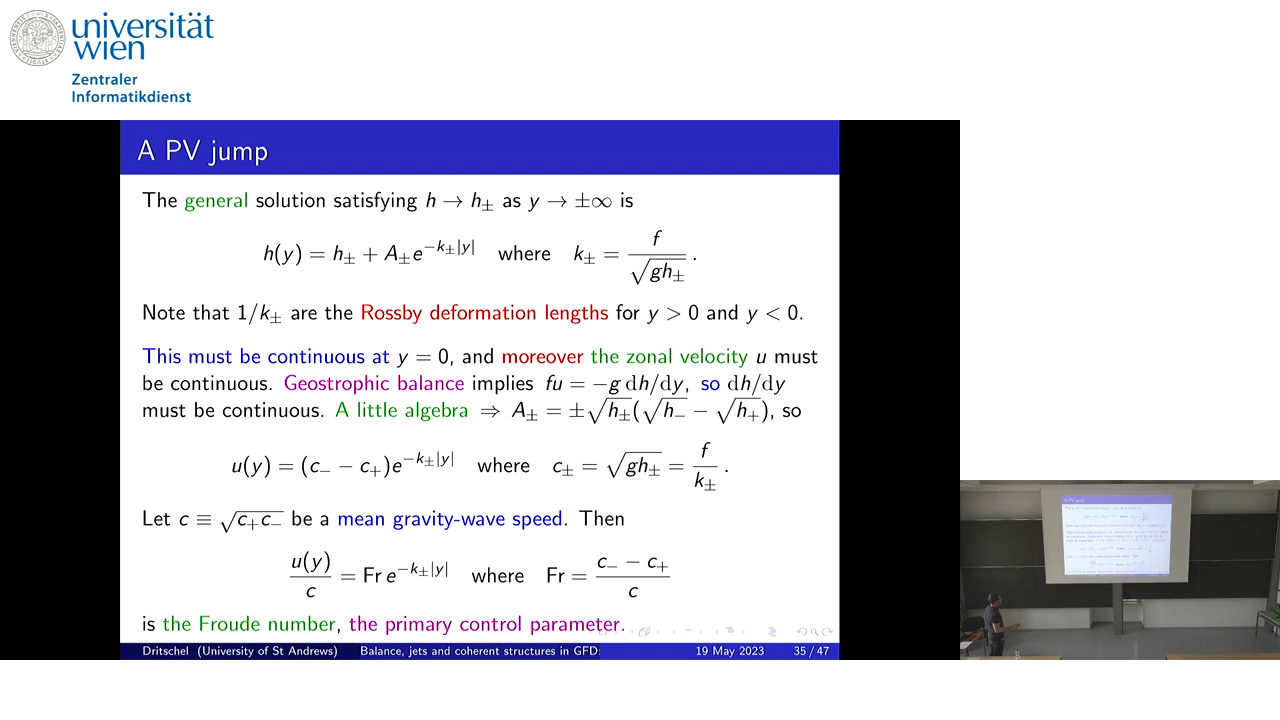 universität
wien
Zentraler
Informatikdienst
A PV jump
The general solution satisfying h → h± as y → ±∞ is
h(y) = h± + A±e^{−k±|y|} where k± = f / √(gh±) .
Note that 1/k± are the Rossby deformation lengths for y > 0 and y < 0.
This must be continuous at y = 0, and moreover the zonal velocity u must
be continuous. Geostrophic balance implies fu = −g dh/dy, so dh/dy
must be continuous. A little algebra ⇒ A± = ±√h±(√h− − √h+), so
u(y) = (c− − c+)e^{−k±|y|} where c± = √(gh±) = f / k± .
Let c ≡ √(c+c−) be a mean gravity-wave speed. Then
u(y) / c = Fr e^{−k±|y|} where Fr = (c− − c+) / c
is the Froude number, the primary control parameter.
Dritschel (University of St Andrews) Balance, jets and coherent structures in GFD: 19 May 2023 35 / 47
A PV jump